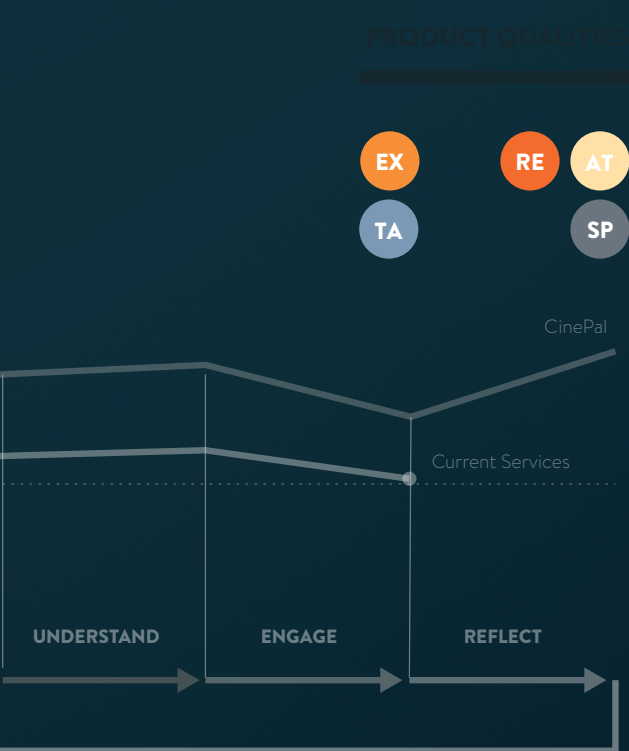 PRODUCT QUALITIES
EX RE AT
TA SP
CinePal
Current Services
UNDERSTAND ENGAGE REFLECT